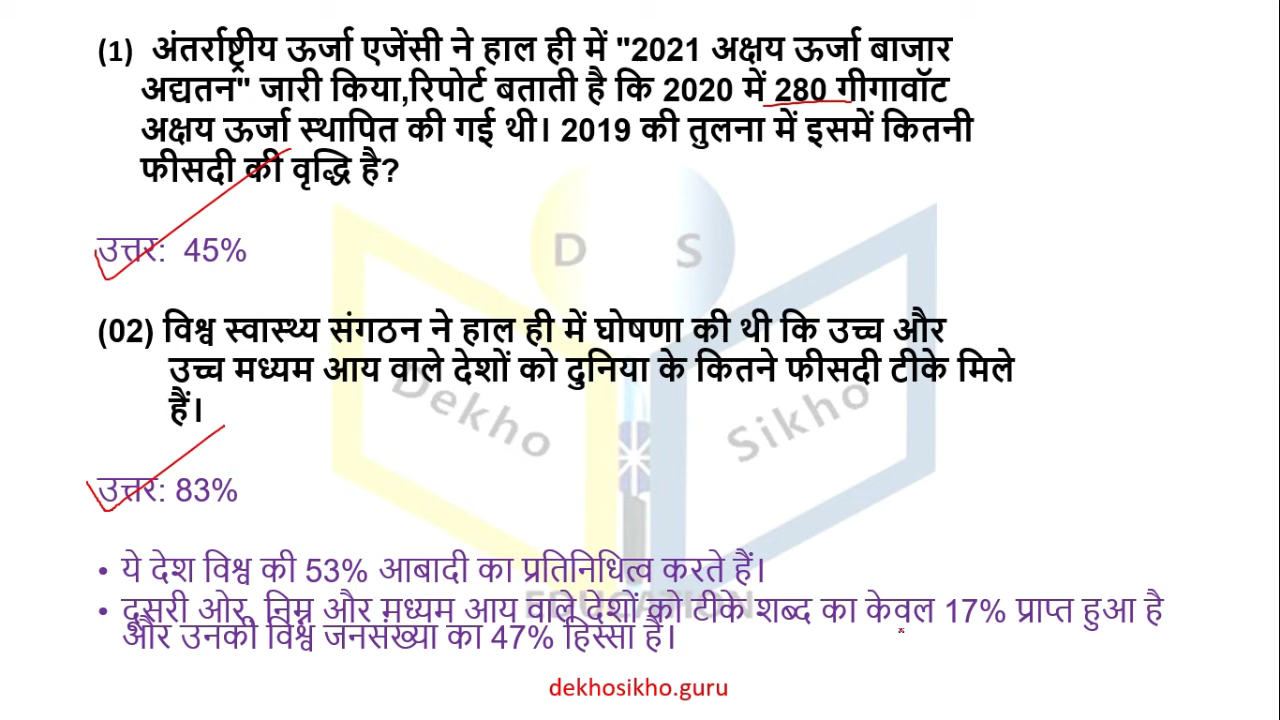 (1) अंतर्राष्ट्रीय ऊर्जा एजेंसी ने हाल ही में "2021 अक्षय ऊर्जा बाजार
अद्यतन" जारी किया,रिपोर्ट बताती है कि 2020 में 280 गीगावॉट
अक्षय ऊर्जा स्थापित की गई थी। 2019 की तुलना में इसमें कितनी
फीसदी की वृद्धि है?
उत्तर: 45%
D S
(02) विश्व स्वास्थ्य संगठन ने हाल ही में घोषणा की थी कि उच्च और
उच्च मध्यम आय वाले देशों को दुनिया के कितने फीसदी टीके मिले
हैं।
Dekho Sikho
उत्तर: 83%
• ये देश विश्व की 53% आबादी का प्रतिनिधित्व करते हैं।
EDUCATION
• दूसरी ओर, निम्न और मध्यम आय वाले देशों को टीके शब्द का केवल 17% प्राप्त हुआ है
और उनकी विश्व जनसंख्या का 47% हिस्सा है।
dekhosikho.guru